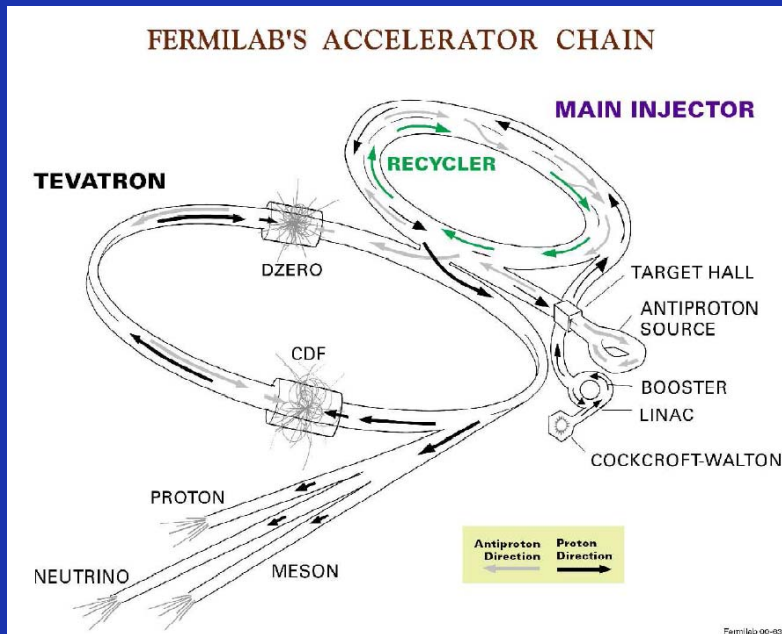 FERMILAB'S ACCELERATOR CHAIN
MAIN INJECTOR
RECYCLER
TEVATRON
DZERO
TARGET HALL
ANTIPROTON
SOURCE
CDF
BOOSTER
LINAC
COCKCROFT-WALTON
PROTON
NEUTRINO
MESON
Antiproton Proton
Direction Direction